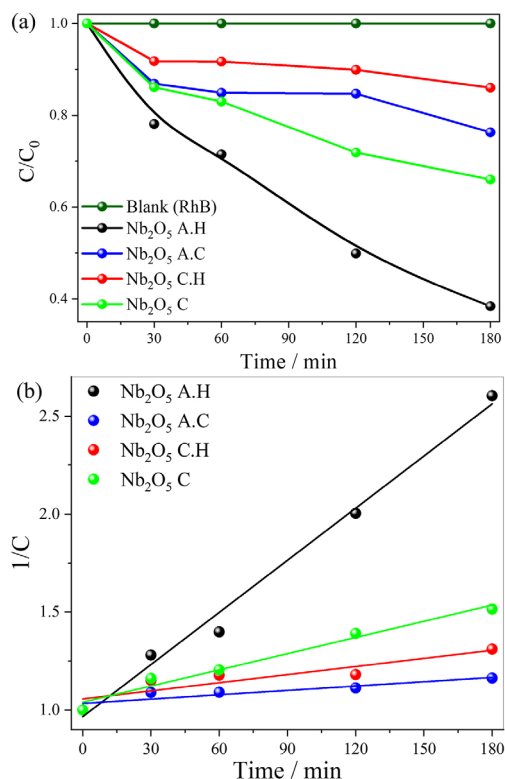 (a)
1.0
0.8
0.6
0.4
C/C₀
Blank (RhB)
Nb₂O₅ A.H
Nb₂O₅ A.C
Nb₂O₅ C.H
Nb₂O₅ C
0 30 60 90 120 150 180
Time / min
(b)
Nb₂O₅ A.H
Nb₂O₅ A.C
Nb₂O₅ C.H
Nb₂O₅ C
2.5
2.0
1.5
1.0
1/C
0 30 60 90 120 150 180
Time / min